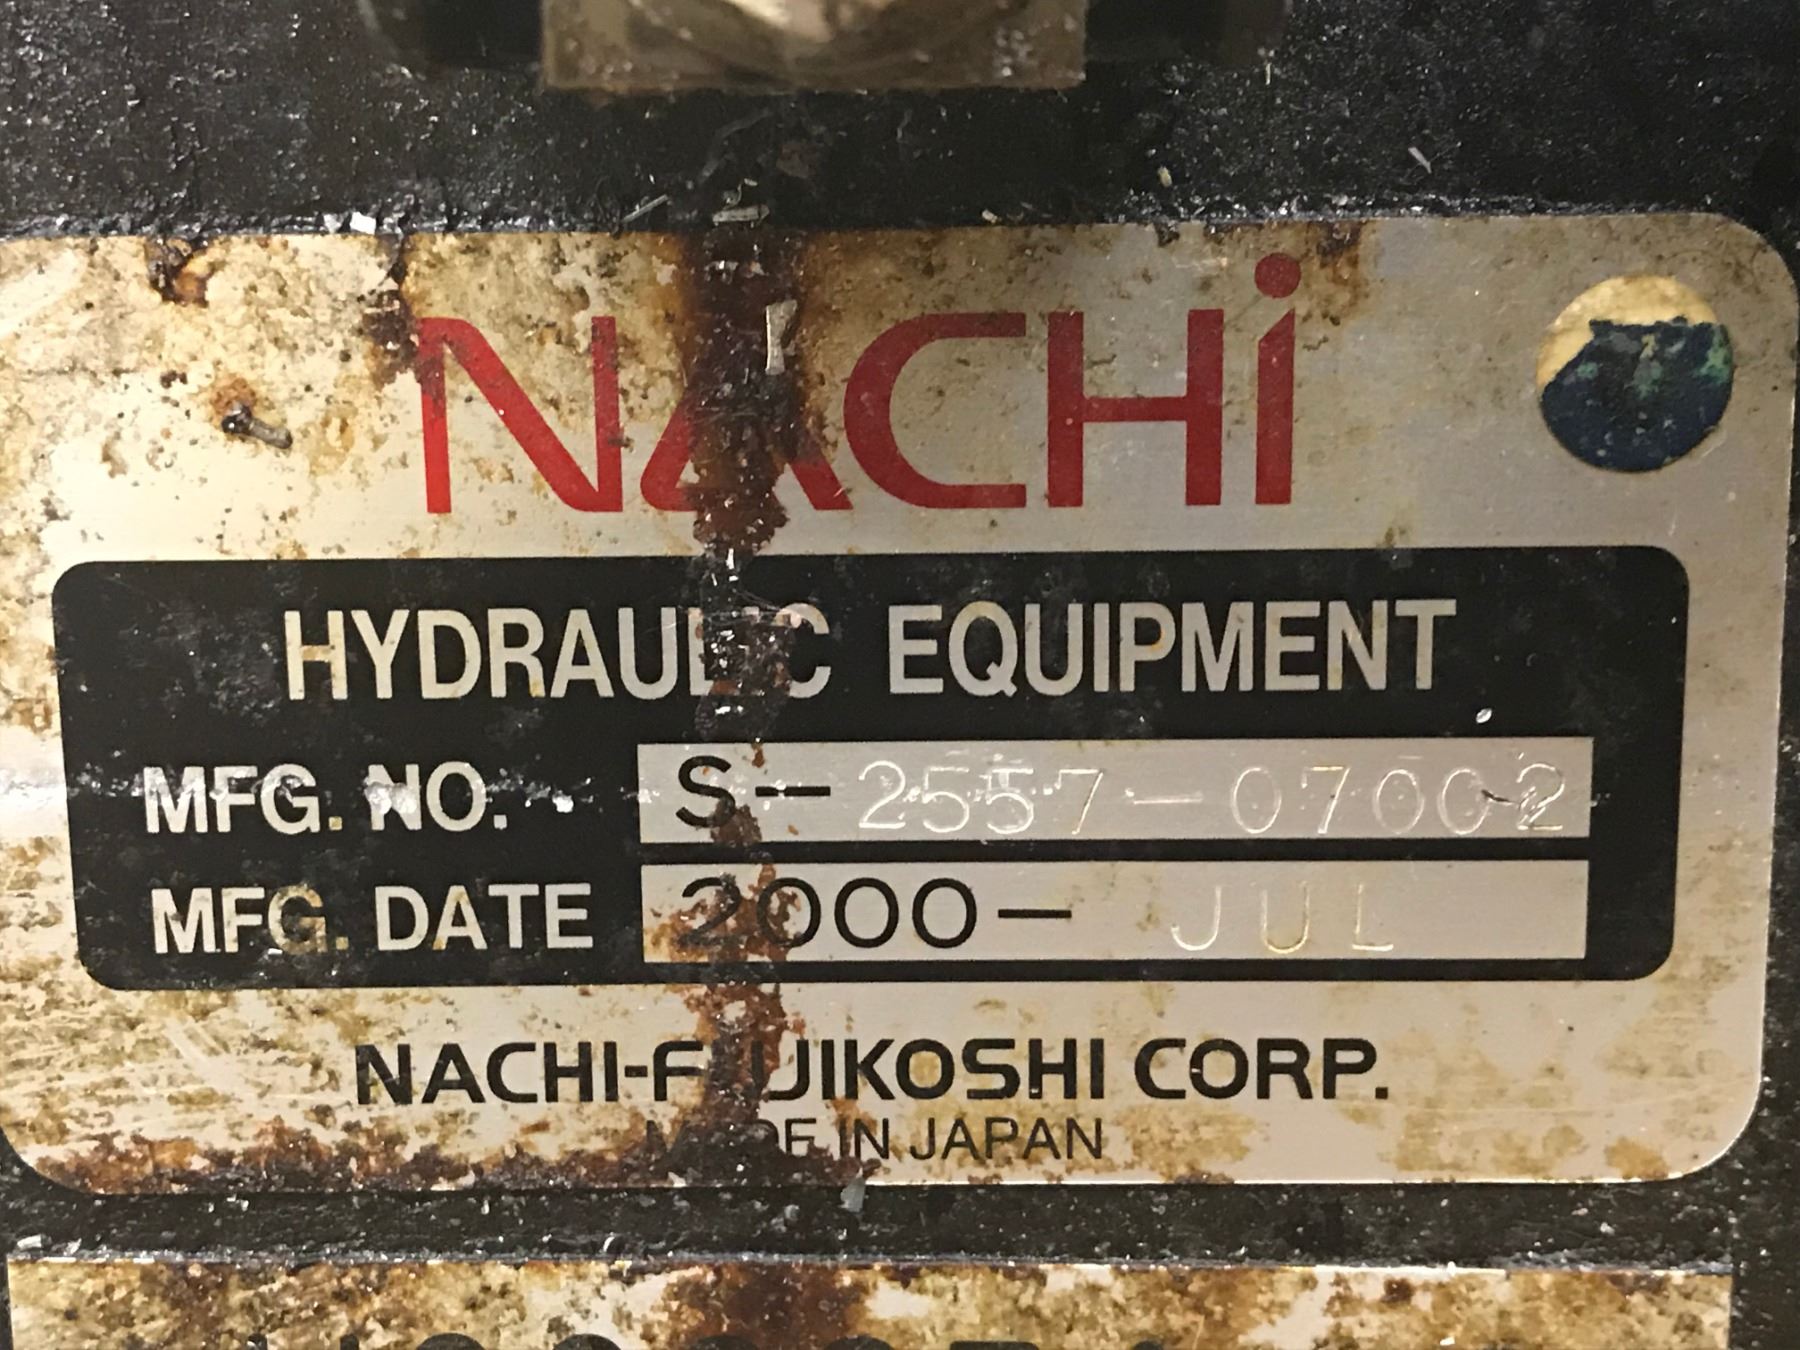 NACHi
HYDRAULIC EQUIPMENT
MFG. NO. S-2557-07002
MFG. DATE 2000- JUL
NACHI-FUJIKOSHI CORP.
MADE IN JAPAN